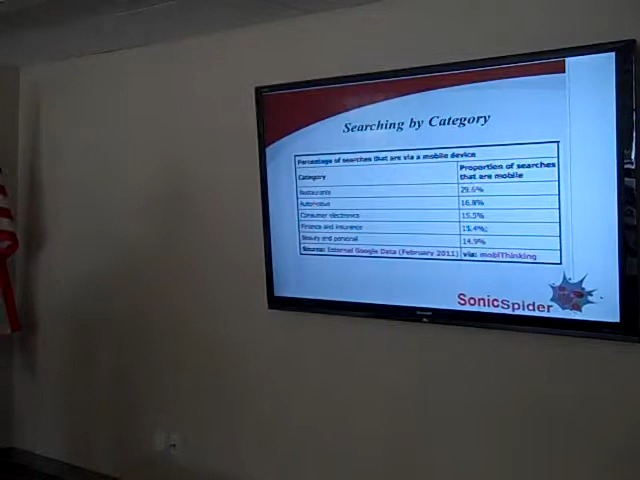 Searching by Category
Percentage of searches that are via a mobile device
Category
Proportion of searches
that are mobile
Restaurants 29.6%
Automotive 16.8%
Consumer electronics 15.5%
Finance and insurance 15.4%;
Beauty and personal 14.9%
Source: Internal Google Data (February 2011) via: mobiThinking
SonicSpider